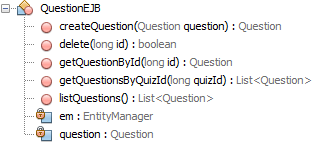 QuestionEJB
createQuestion(Question question) : Question
delete(long id) : boolean
getQuestionById(long id) : Question
getQuestionsByQuizId(long quizId) : List<Question>
listQuestions() : List<Question>
em : EntityManager
question : Question